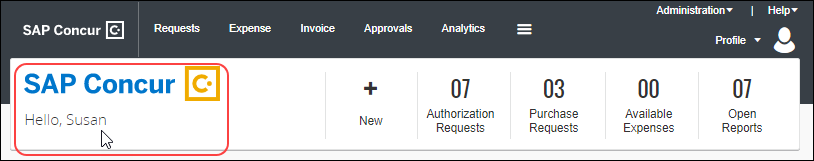 Administration | Help
SAP Concur C Requests Expense Invoice Approvals Analytics
Profile
SAP Concur C
Hello, Susan
+ 07 03 00 07
New Authorization Requests Purchase Requests Available Expenses Open Reports